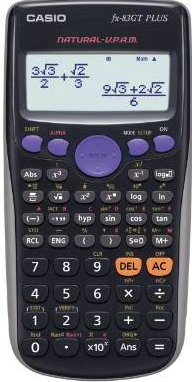 CASIO fx-83GT PLUS
NATURAL-V.P.A.M.
Math ▲
3√3/2 + √2/3
9√3+2√2/6
SHIFT ALPHA MODE SETUP ON
Abs x³ x⁻¹ log▫▫
√▫ x² x▫ log ln
(−) °’” hyp sin cos tan
RCL ENG ( ) S⇔D M+
7 8 9 DEL AC
4 5 6 × ÷
1 2 3 + −
0 • ×10ˣ Ans =